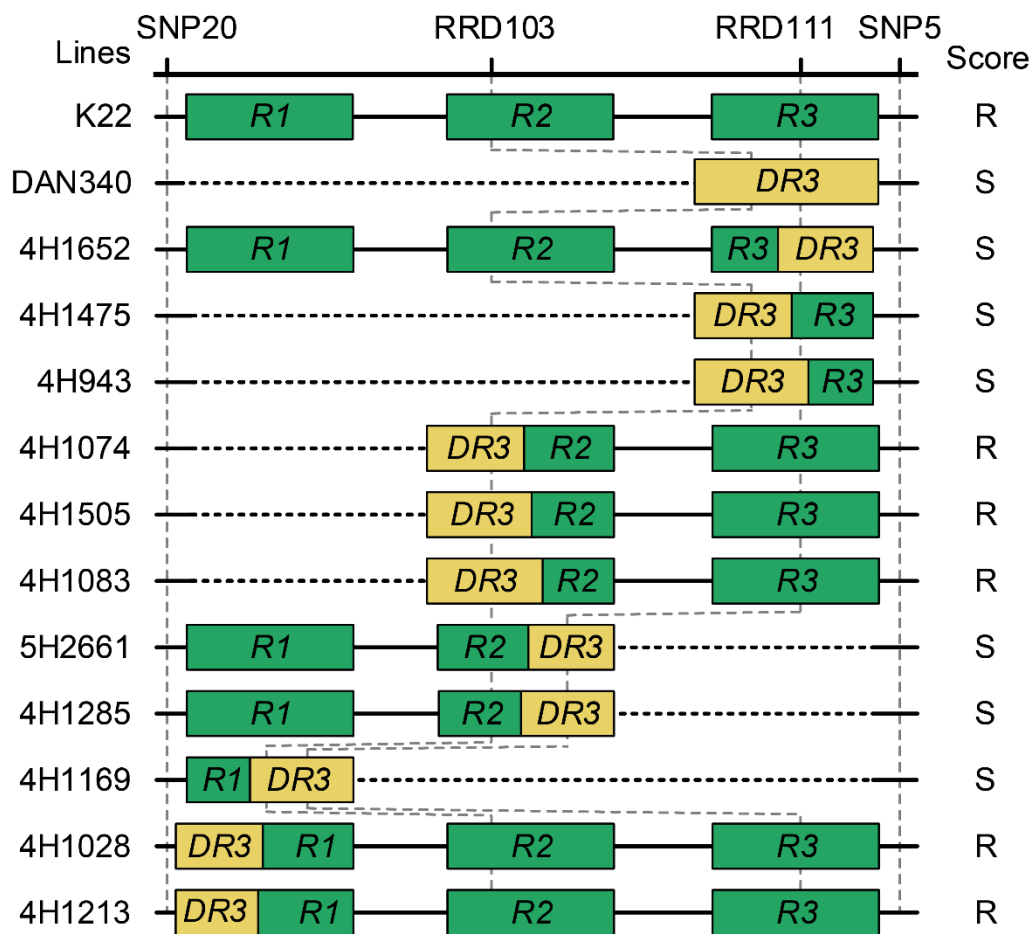 SNP20 RRD103 RRD111 SNP5
Lines Score
K22 R1 R2 R3 R
DAN340 DR3 S
4H1652 R1 R2 R3 DR3 S
4H1475 DR3 R3 S
4H943 DR3 R3 S
4H1074 DR3 R2 R3 R
4H1505 DR3 R2 R3 R
4H1083 DR3 R2 R3 R
5H2661 R1 R2 DR3 S
4H1285 R1 R2 DR3 S
4H1169 R1 DR3 S
4H1028 DR3 R1 R2 R3 R
4H1213 DR3 R1 R2 R3 R